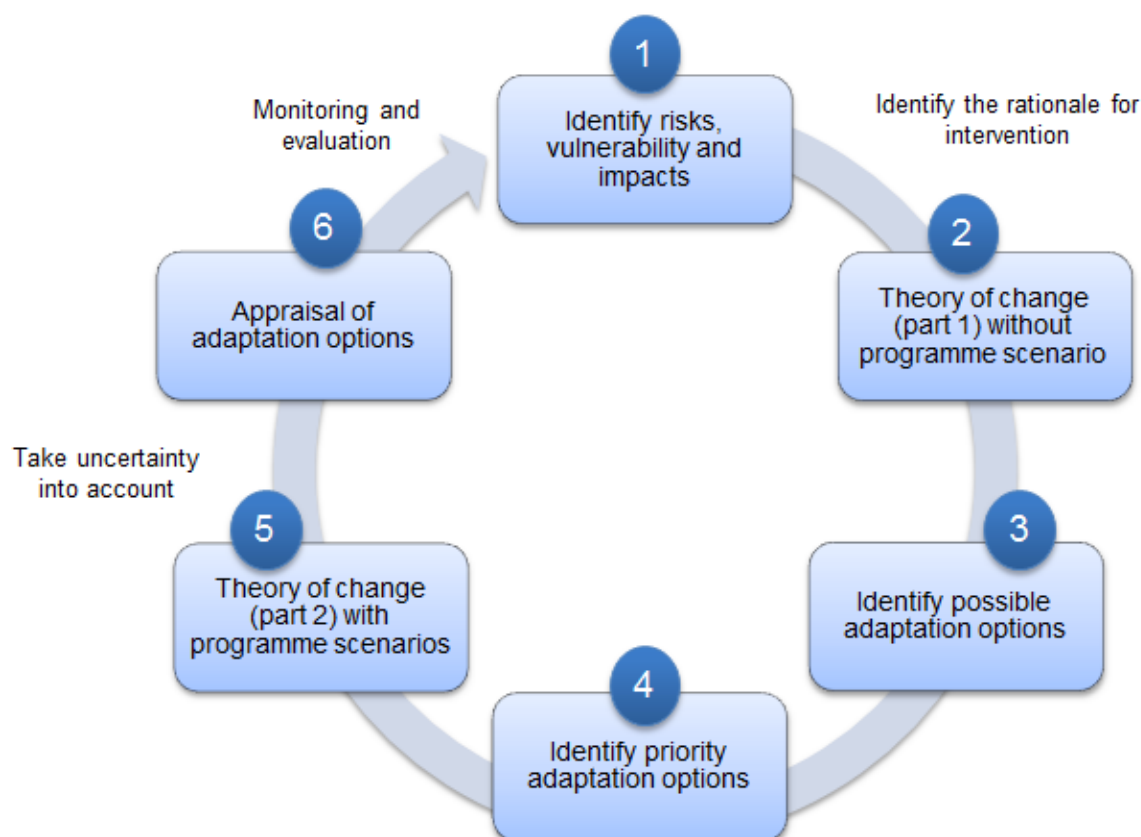 1
Identify risks,
vulnerability and
impacts
Identify the rationale for
intervention
2
Theory of change
(part 1) without
programme scenario
3
Identify possible
adaptation options
4
Identify priority
adaptation options
5
Theory of change
(part 2) with
programme scenarios
Take uncertainty
into account
6
Appraisal of
adaptation options
Monitoring and
evaluation